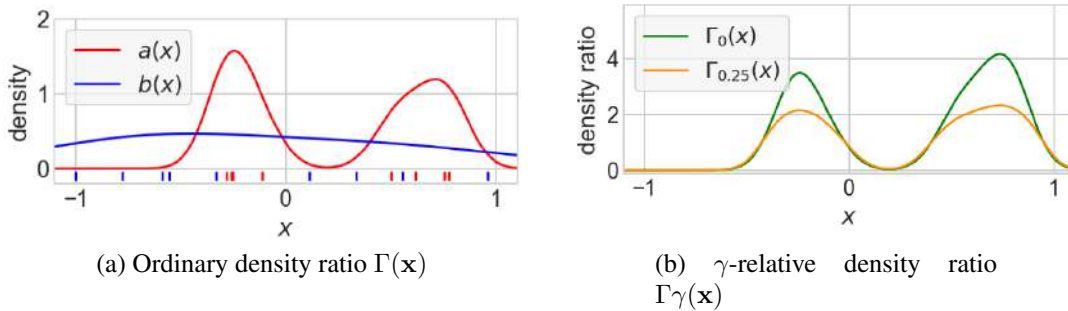 2
1
0
density
a(x)
b(x)
−1
0
1
x
(a) Ordinary density ratio Γ(x)
4
2
0
density ratio
Γ₀(x)
Γ₀.₂₅(x)
−1
0
1
x
(b) γ-relative density ratio
Γγ(x)